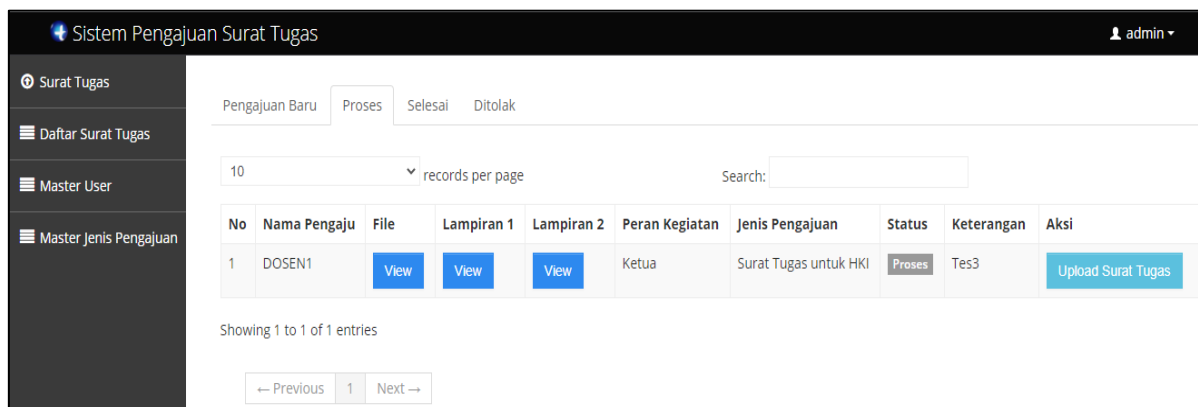 Sistem Pengajuan Surat Tugas
admin
Surat Tugas
Daftar Surat Tugas
Master User
Master Jenis Pengajuan
Pengajuan Baru Proses Selesai Ditolak
10 records per page Search:
No Nama Pengaju File Lampiran 1 Lampiran 2 Peran Kegiatan Jenis Pengajuan Status Keterangan Aksi
1 DOSEN1 View View View Ketua Surat Tugas untuk HKI Proses Tes3 Upload Surat Tugas
Showing 1 to 1 of 1 entries
← Previous 1 Next →